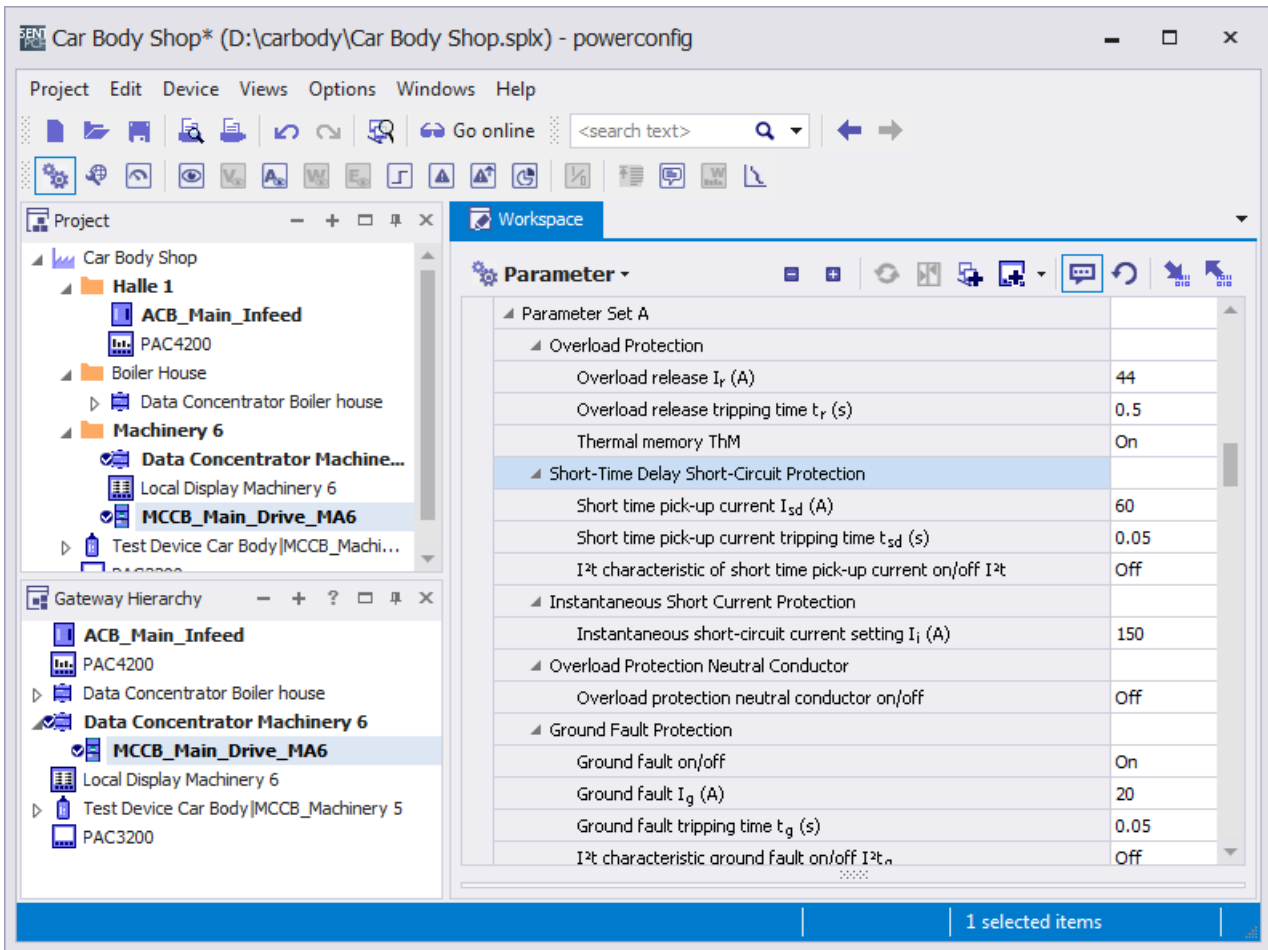 Car Body Shop* (D:\carbody\Car Body Shop.splx) - powerconfig
Project Edit Device Views Options Windows Help
Go online <search text>
Project
Car Body Shop
Halle 1
ACB_Main_Infeed
PAC4200
Boiler House
Data Concentrator Boiler house
Machinery 6
Data Concentrator Machine...
Local Display Machinery 6
MCCB_Main_Drive_MA6
Test Device Car Body|MCCB_Machi...
Gateway Hierarchy
ACB_Main_Infeed
PAC4200
Data Concentrator Boiler house
Data Concentrator Machinery 6
MCCB_Main_Drive_MA6
Local Display Machinery 6
Test Device Car Body|MCCB_Machinery 5
PAC3200
Workspace
Parameter
Parameter Set A
Overload Protection
Overload release Ir (A) 44
Overload release tripping time tr (s) 0.5
Thermal memory ThM On
Short-Time Delay Short-Circuit Protection
Short time pick-up current Isd (A) 60
Short time pick-up current tripping time tsd (s) 0.05
I²t characteristic of short time pick-up current on/off I²t Off
Instantaneous Short Current Protection
Instantaneous short-circuit current setting Ii (A) 150
Overload Protection Neutral Conductor
Overload protection neutral conductor on/off Off
Ground Fault Protection
Ground fault on/off On
Ground fault Ig (A) 20
Ground fault tripping time tg (s) 0.05
I²t characteristic ground fault on/off I²tg Off
1 selected items